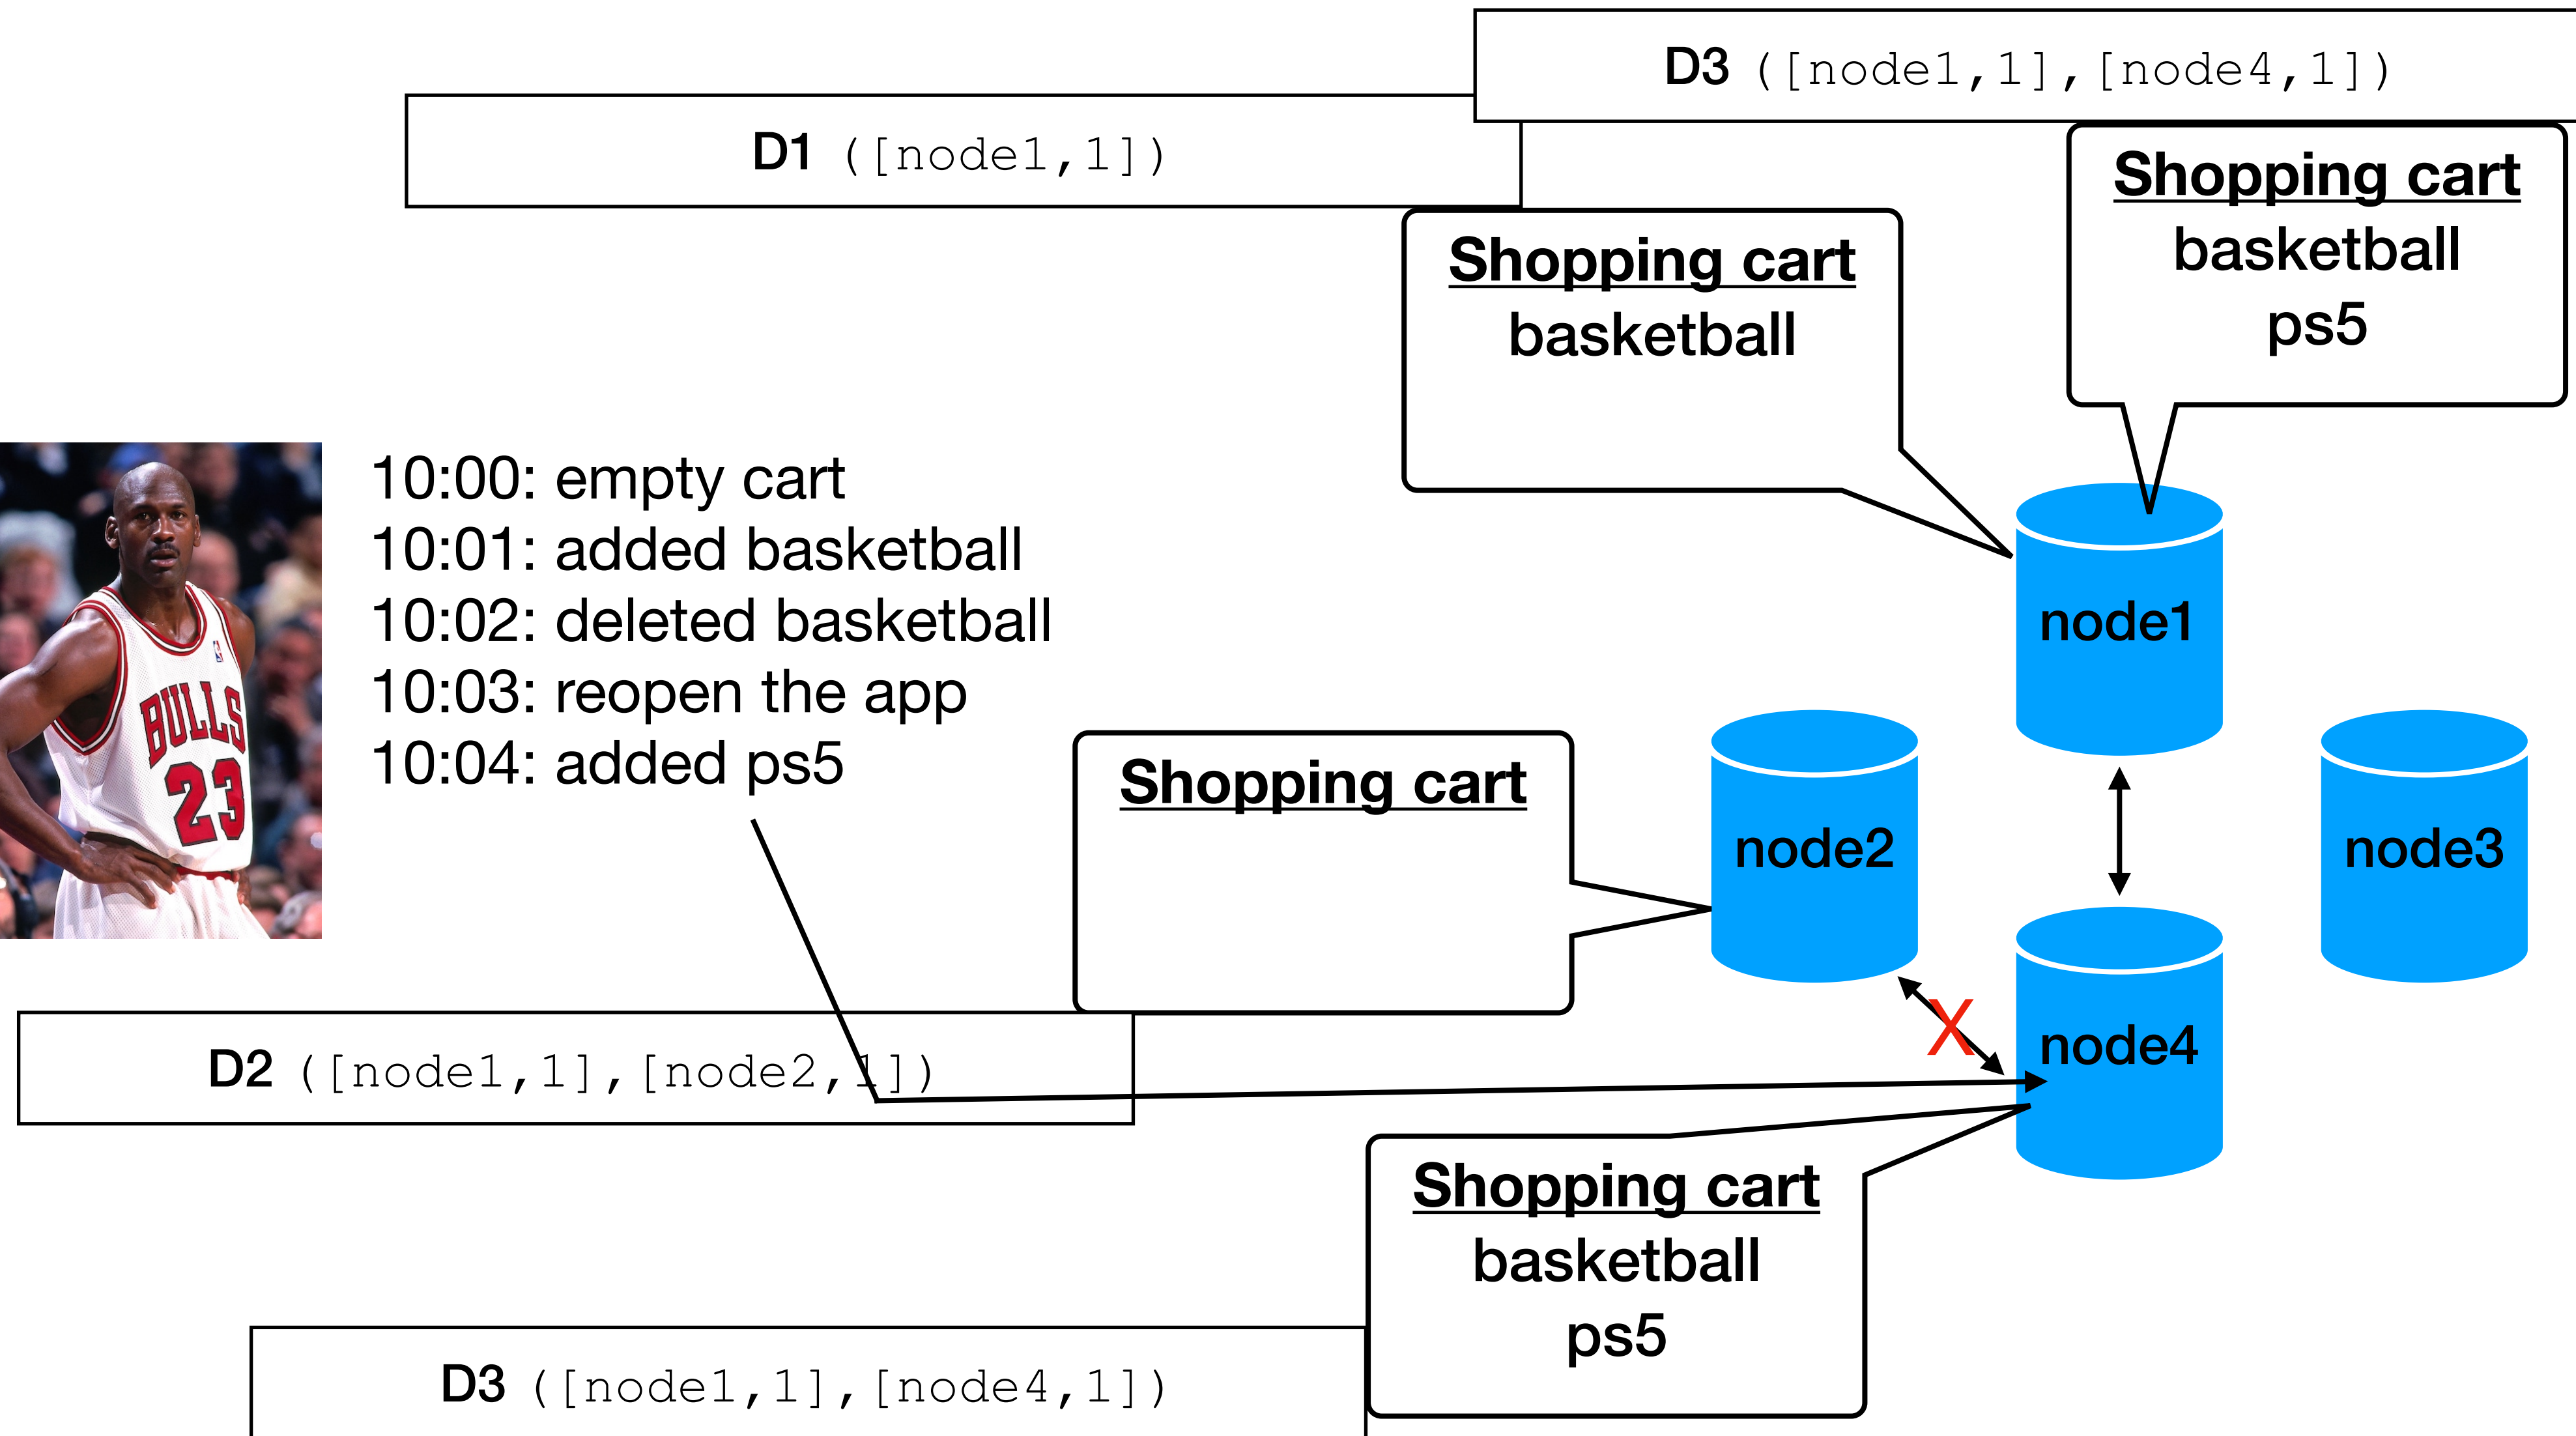 D3 ([node1,1],[node4,1])
D1 ([node1,1])
Shopping cart
basketball
ps5
Shopping cart
basketball
10:00: empty cart
10:01: added basketball
10:02: deleted basketball
10:03: reopen the app
10:04: added ps5
BULLS
23
node1
Shopping cart
node2
node3
X
node4
D2 ([node1,1],[node2,1])
Shopping cart
basketball
ps5
D3 ([node1,1],[node4,1])